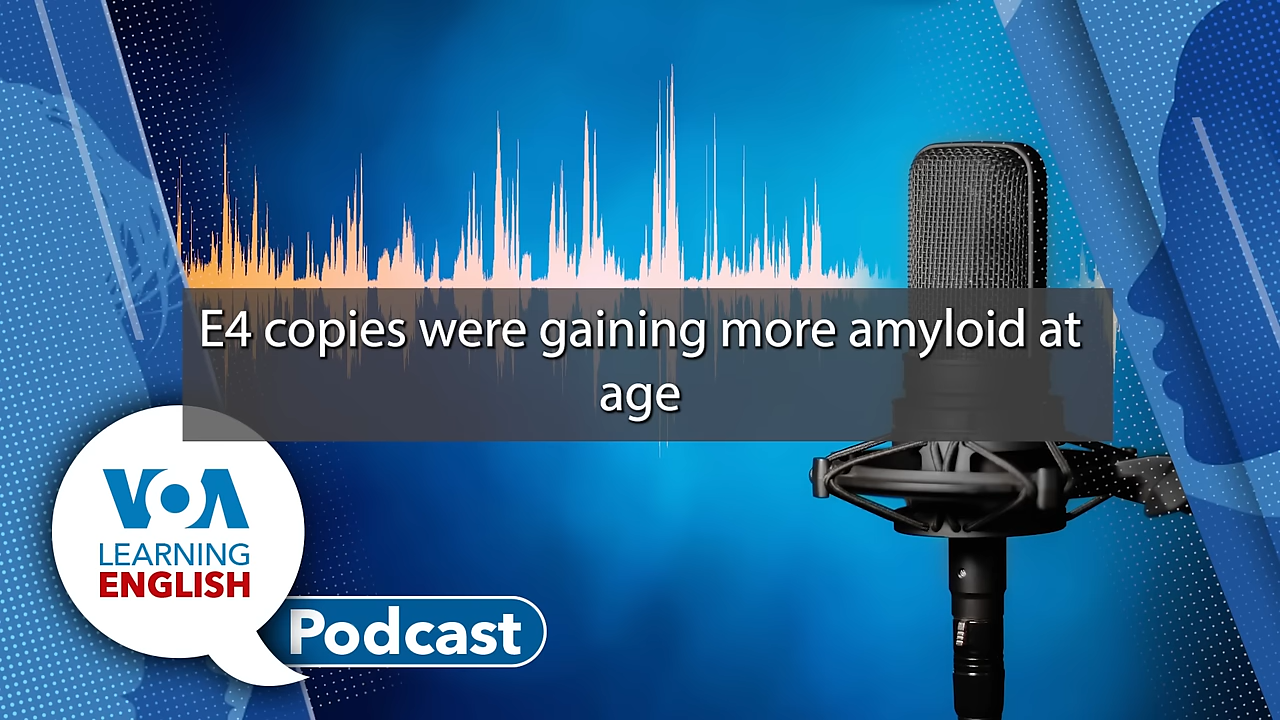 E4 copies were gaining more amyloid at
age
VOA
LEARNING
ENGLISH
Podcast